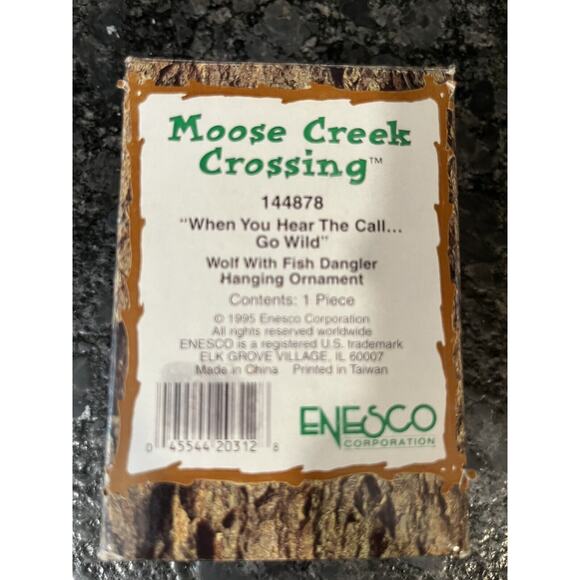 Moose Creek
Crossing™
144878
"When You Hear The Call...
Go Wild"
Wolf With Fish Dangler
Hanging Ornament
Contents: 1 Piece
© 1995 Enesco Corporation
All rights reserved worldwide
ENESCO is a registered U.S. trademark
ELK GROVE VILLAGE, IL 60007
Made in China Printed in Taiwan
0 45544 20312 8
ENESCO
CORPORATION